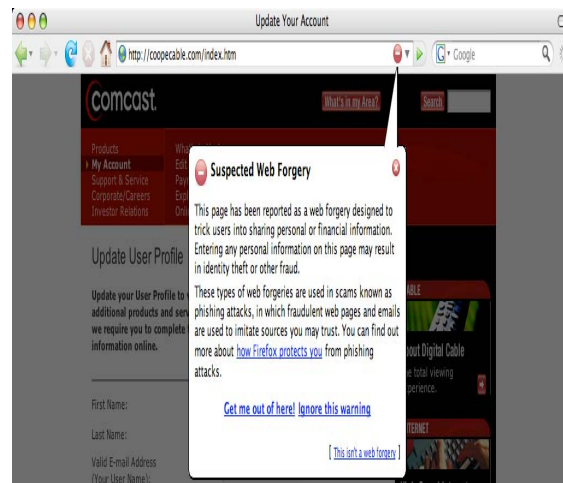 Update Your Account
http://coopecable.com/index.htm
G Google
comcast.
What's in my Area?
Search
Products
My Account
Support & Service
Corporate/Careers
Investor Relations
Suspected Web Forgery
This page has been reported as a web forgery designed to
trick users into sharing personal or financial information.
Entering any personal information on this page may result
in identity theft or other fraud.
These types of web forgeries are used in scams known as
phishing attacks, in which fraudulent web pages and emails
are used to imitate sources you may trust. You can find out
more about how Firefox protects you from phishing
attacks.
Get me out of here! Ignore this warning
[ This isn't a web forgery ]
Update User Profile
Update your User Profile to
additional products and
we require you to complete
information online.
First Name:
Last Name:
Valid E-mail Address
(Your User Name):
out Digital Cable
total viewing